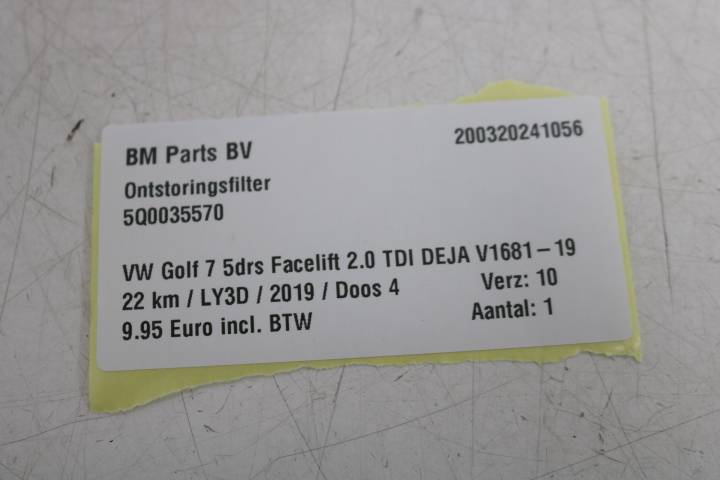 BM Parts BV
200320241056
Ontstoringsfilter
5Q0035570
VW Golf 7 5drs Facelift 2.0 TDI DEJA V1681-19
22 km / LY3D / 2019 / Doos 4
Verz: 10
9.95 Euro incl. BTW
Aantal: 1